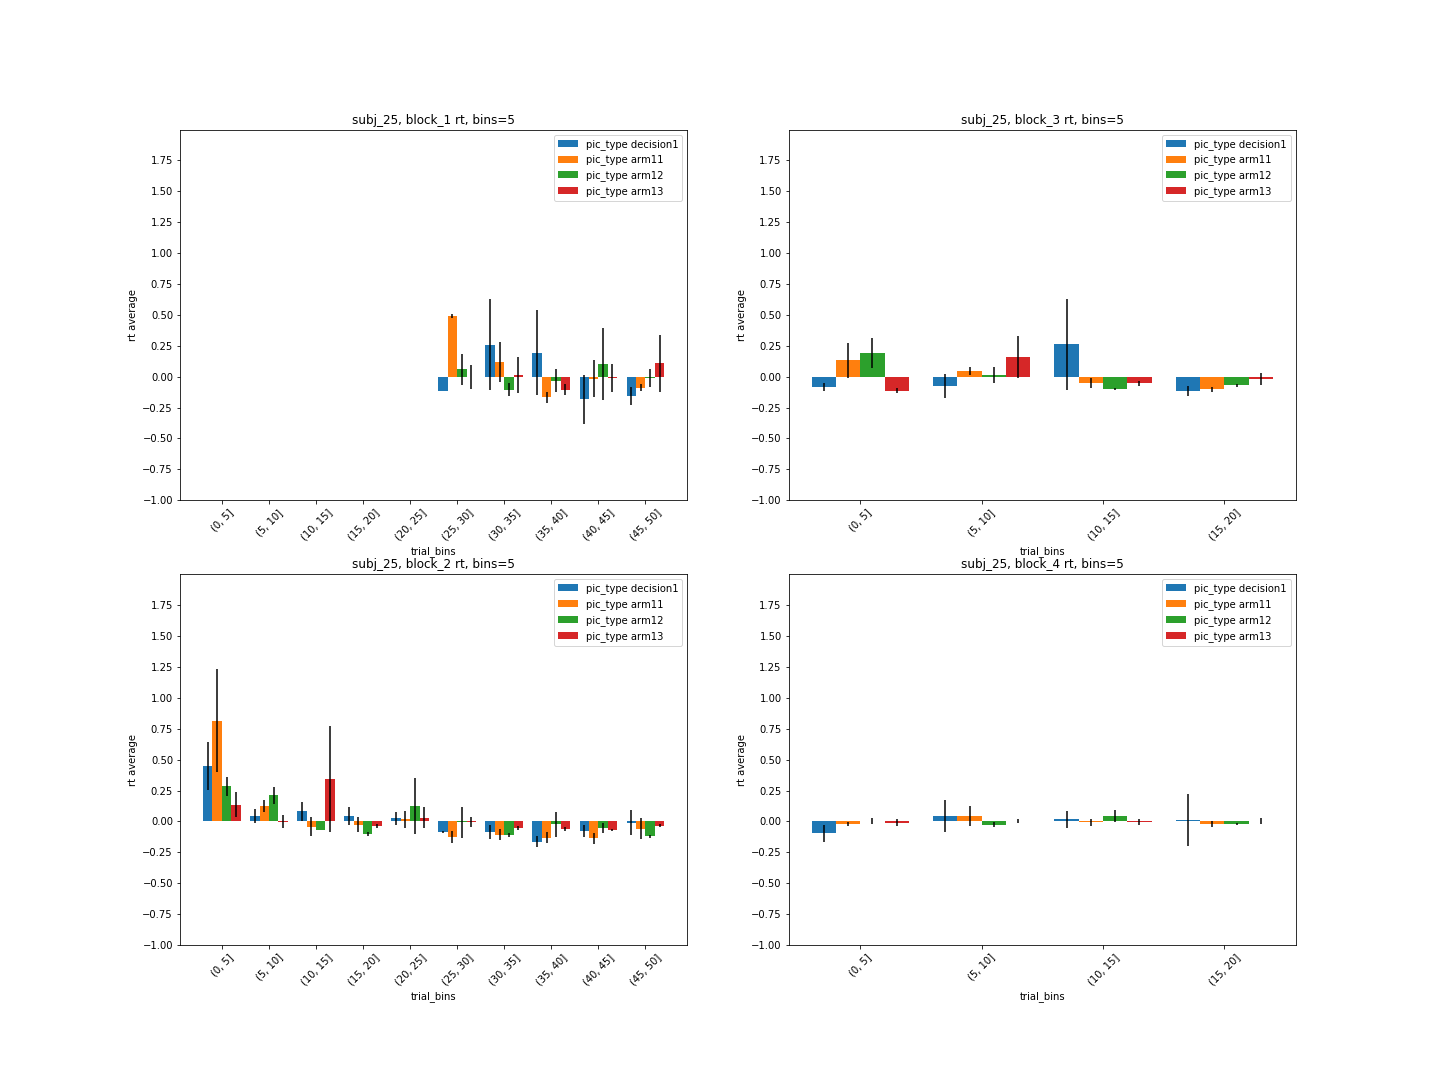 subj_25, block_1 rt, bins=5
pic_type decision1
pic_type arm11
pic_type arm12
pic_type arm13
1.75
1.50
1.25
1.00
0.75
0.50
0.25
0.00
−0.25
−0.50
−0.75
−1.00
rt average
(0, 5]
(5, 10]
(10, 15]
(15, 20]
(20, 25]
(25, 30]
(30, 35]
(35, 40]
(40, 45]
(45, 50]
trial_bins
subj_25, block_3 rt, bins=5
pic_type decision1
pic_type arm11
pic_type arm12
pic_type arm13
1.75
1.50
1.25
1.00
0.75
0.50
0.25
0.00
−0.25
−0.50
−0.75
−1.00
rt average
(0, 5]
(5, 10]
(10, 15]
(15, 20]
trial_bins
subj_25, block_2 rt, bins=5
pic_type decision1
pic_type arm11
pic_type arm12
pic_type arm13
1.75
1.50
1.25
1.00
0.75
0.50
0.25
0.00
−0.25
−0.50
−0.75
−1.00
rt average
(0, 5]
(5, 10]
(10, 15]
(15, 20]
(20, 25]
(25, 30]
(30, 35]
(35, 40]
(40, 45]
(45, 50]
trial_bins
subj_25, block_4 rt, bins=5
pic_type decision1
pic_type arm11
pic_type arm12
pic_type arm13
1.75
1.50
1.25
1.00
0.75
0.50
0.25
0.00
−0.25
−0.50
−0.75
−1.00
rt average
(0, 5]
(5, 10]
(10, 15]
(15, 20]
trial_bins